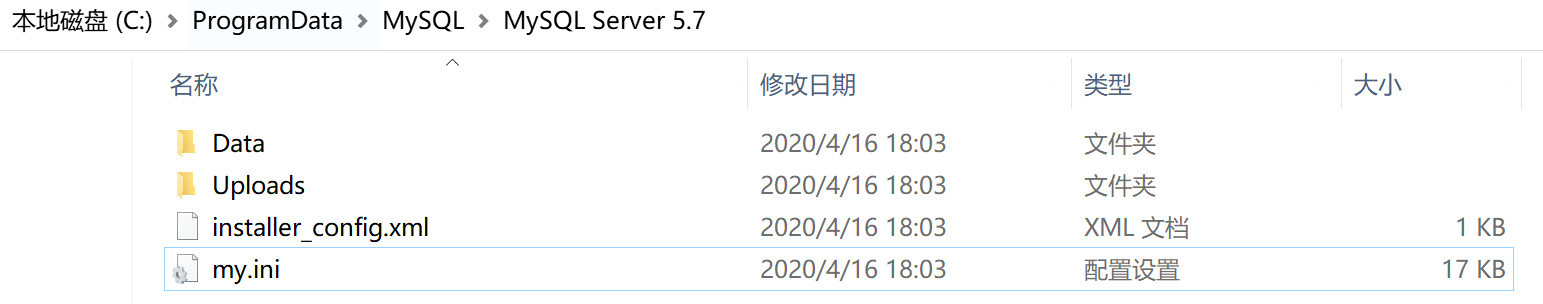 本地磁盘 (C:) > ProgramData > MySQL > MySQL Server 5.7
名称 修改日期 类型 大小
Data 2020/4/16 18:03 文件夹
Uploads 2020/4/16 18:03 文件夹
installer_config.xml 2020/4/16 18:03 XML 文档 1 KB
my.ini 2020/4/16 18:03 配置设置 17 KB